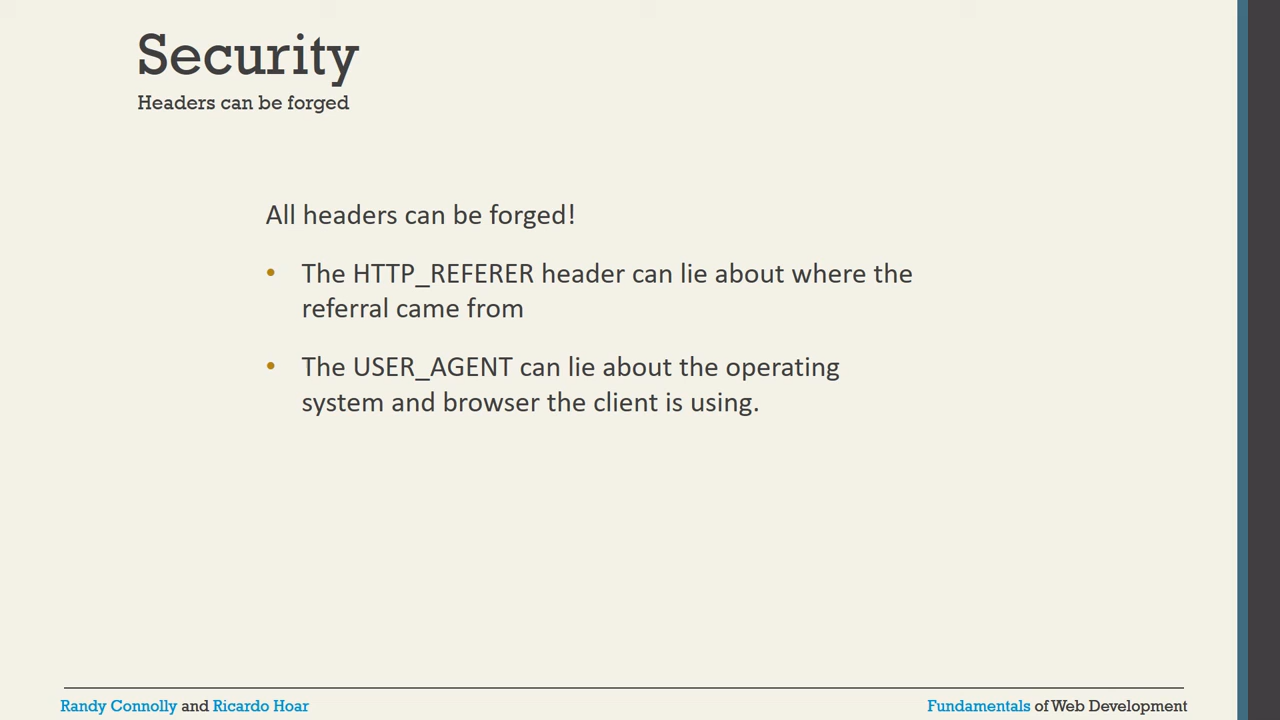 Security
Headers can be forged
All headers can be forged!
• The HTTP_REFERER header can lie about where the
referral came from
• The USER_AGENT can lie about the operating
system and browser the client is using.
Randy Connolly and Ricardo Hoar
Fundamentals of Web Development